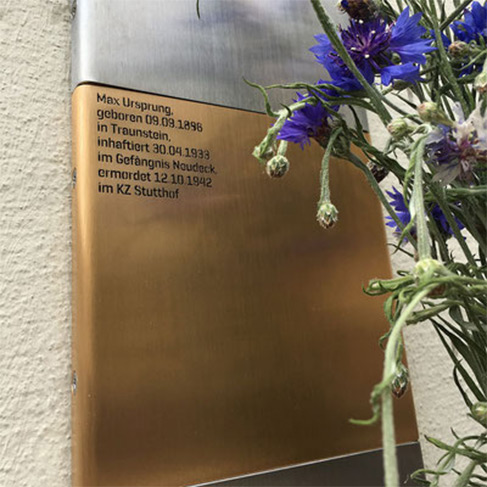 Max Ursprung,
geboren 09.09.1896
in Traunstein,
inhaftiert 30.04.1933
im Gefängnis Neudeck,
ermordet 12.10.1942
im KZ Stutthof